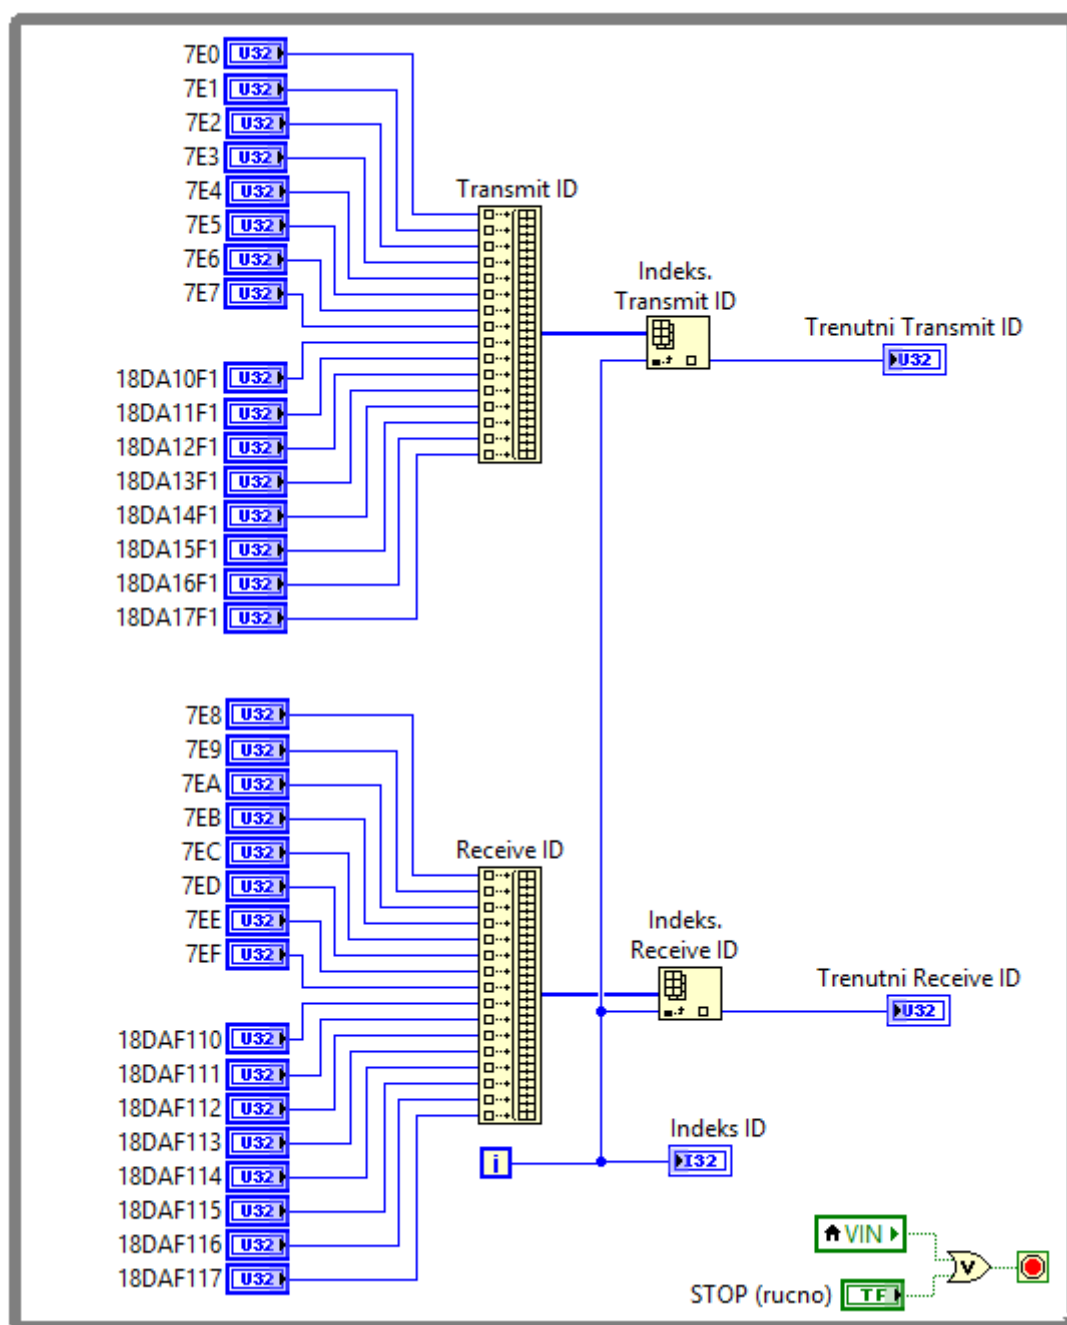 7E0 U32
7E1 U32
7E2 U32
7E3 U32
7E4 U32
7E5 U32
7E6 U32
7E7 U32
18DA10F1 U32
18DA11F1 U32
18DA12F1 U32
18DA13F1 U32
18DA14F1 U32
18DA15F1 U32
18DA16F1 U32
18DA17F1 U32
Transmit ID
Indeks.
Transmit ID
Trenutni Transmit ID
U32
7E8 U32
7E9 U32
7EA U32
7EB U32
7EC U32
7ED U32
7EE U32
7EF U32
18DAF110 U32
18DAF111 U32
18DAF112 U32
18DAF113 U32
18DAF114 U32
18DAF115 U32
18DAF116 U32
18DAF117 U32
Receive ID
Indeks.
Receive ID
Trenutni Receive ID
U32
Indeks ID
i
I32
VIN
V
STOP (rucno) TF